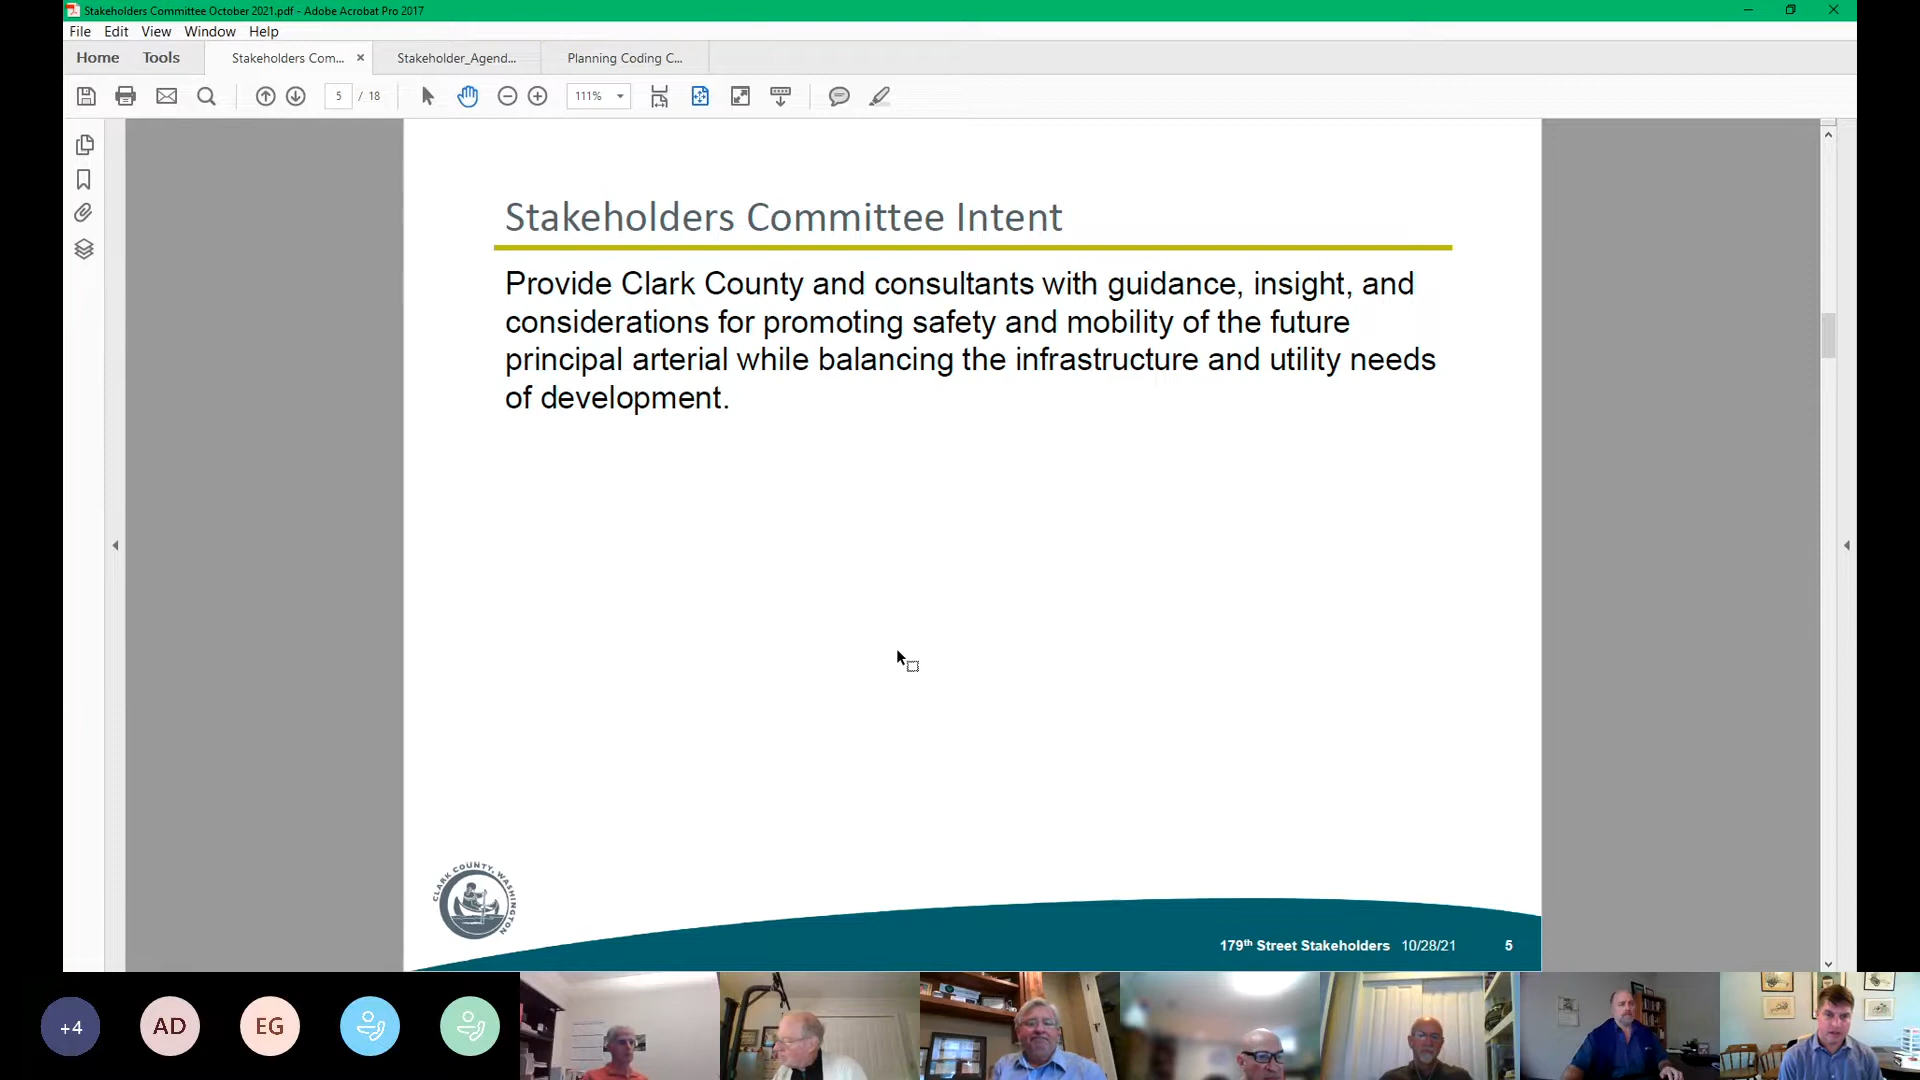 Stakeholders Committee October 2021.pdf - Adobe Acrobat Pro 2017
File Edit View Window Help
Home Tools Stakeholders Com... × Stakeholder_Agend... Planning Coding C...
5 / 18 111%
Stakeholders Committee Intent
Provide Clark County and consultants with guidance, insight, and
considerations for promoting safety and mobility of the future
principal arterial while balancing the infrastructure and utility needs
of development.
CLARK COUNTY, WASHINGTON
179th Street Stakeholders 10/28/21 5
+4 AD EG